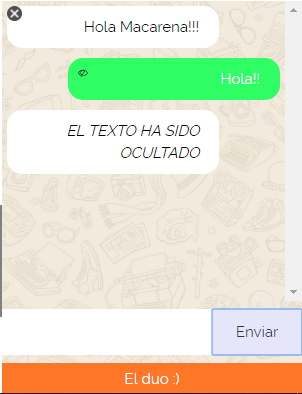 Hola Macarena!!!
Hola!!
EL TEXTO HA SIDO
OCULTADO
Enviar
El duo :)